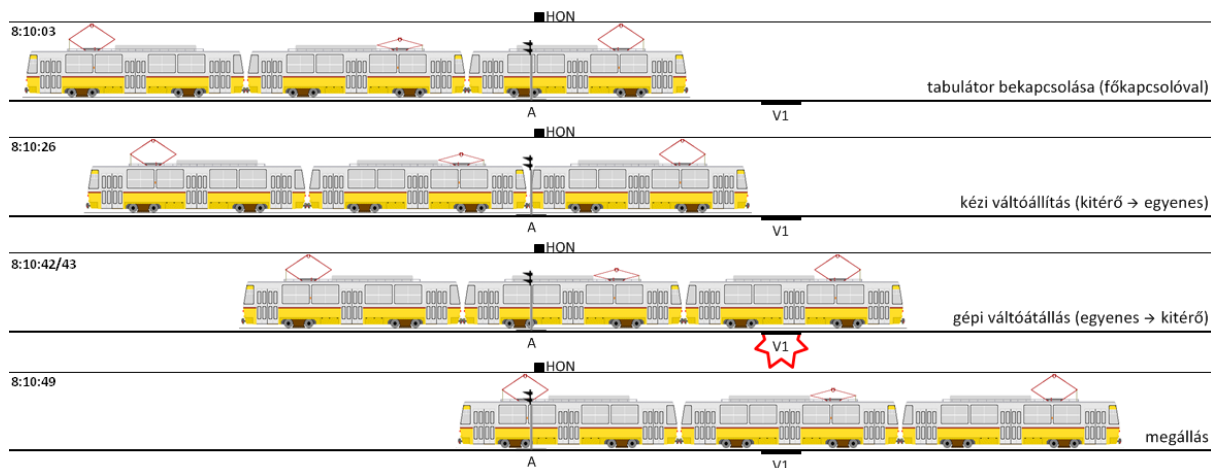 HON
8:10:03
tabulátor bekapcsolása (főkapcsolóval)
A
V1
HON
8:10:26
kézi váltóállítás (kitérő → egyenes)
A
V1
HON
8:10:42/43
gépi váltóátállás (egyenes → kitérő)
A
V1
HON
8:10:49
megállás
A
V1